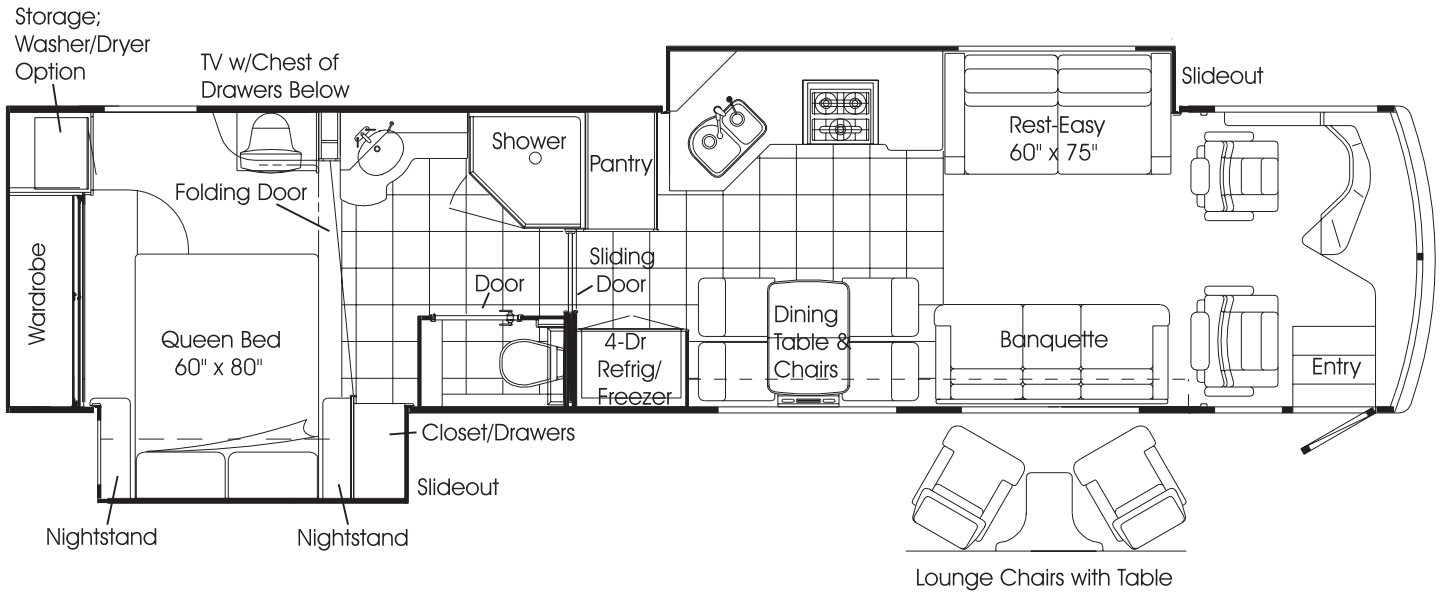 Storage;
Washer/Dryer
Option
TV w/Chest of
Drawers Below
Slideout
Shower
Pantry
Rest-Easy
60" x 75"
Folding Door
Wardrobe
Sliding
Door
Door
Queen Bed
60" x 80"
4-Dr
Refrig/
Freezer
Dining
Table &
Chairs
Banquette
Entry
Closet/Drawers
Slideout
Nightstand
Nightstand
Lounge Chairs with Table